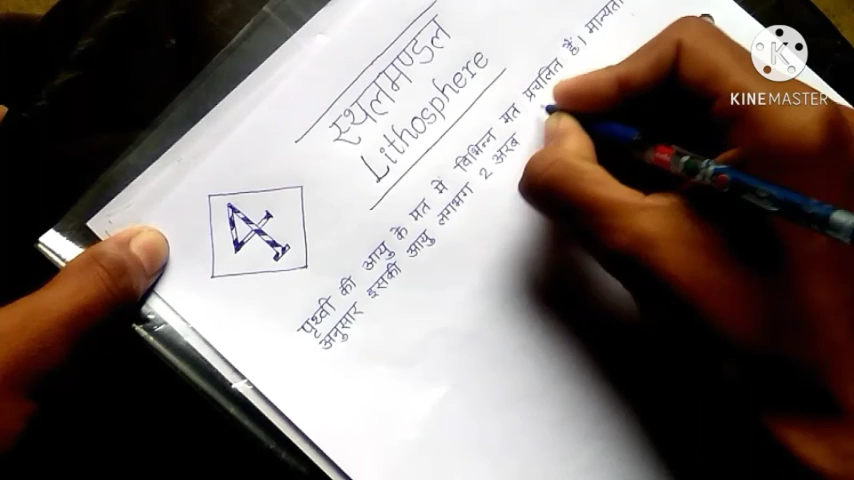 स्थलमण्डल
Lithosphere
4
पृथ्वी की आयु के मत में विभिन्न मत प्रचलित हैं। मान्यता
अनुसार इसकी आयु लगभग 2 अरब
K
KINEMASTER